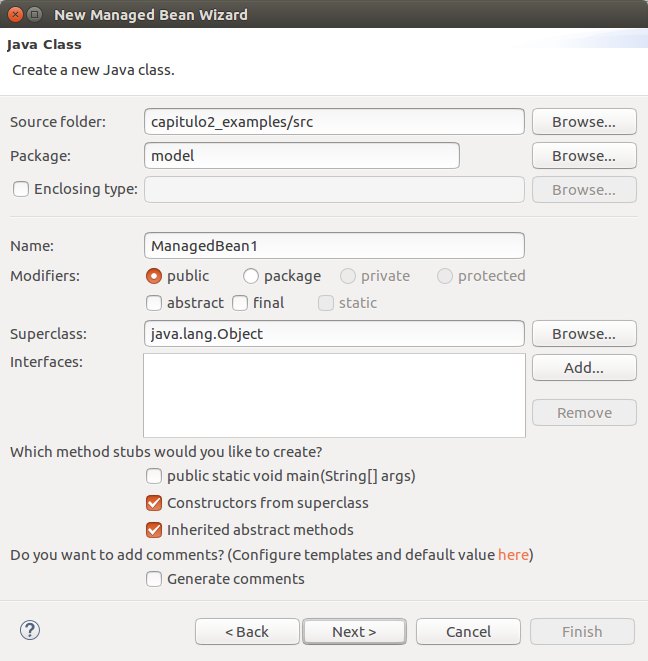 New Managed Bean Wizard
Java Class
Create a new Java class.
Source folder: capitulo2_examples/src Browse...
Package: model Browse...
Enclosing type: Browse...
Name: ManagedBean1
Modifiers: public package private protected
abstract final static
Superclass: java.lang.Object Browse...
Interfaces: Add...
Remove
Which method stubs would you like to create?
public static void main(String[] args)
Constructors from superclass
Inherited abstract methods
Do you want to add comments? (Configure templates and default value here)
Generate comments
? < Back Next > Cancel Finish